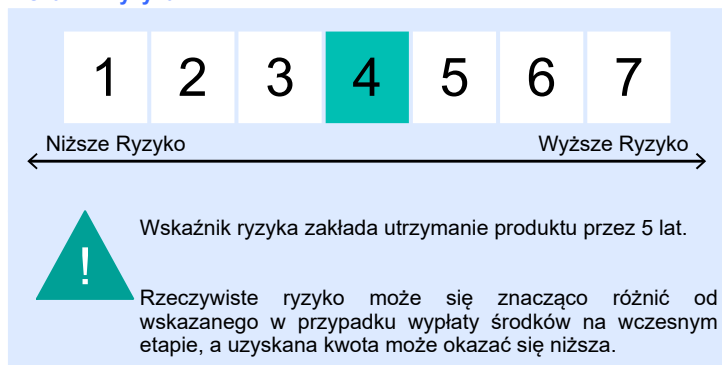 1 2 3 4 5 6 7
Niższe Ryzyko Wyższe Ryzyko
! Wskaźnik ryzyka zakłada utrzymanie produktu przez 5 lat.
Rzeczywiste ryzyko może się znacząco różnić od
wskazanego w przypadku wypłaty środków na wczesnym
etapie, a uzyskana kwota może okazać się niższa.